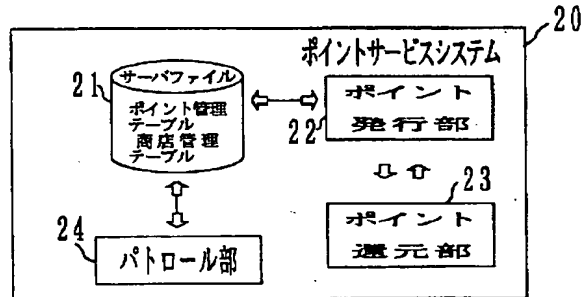 20
ポイントサービスシステム
21
サーバファイル
ポイント管理
テーブル
商店管理
テーブル
22
ポイント
発行部
23
ポイント
還元部
24
パトロール部